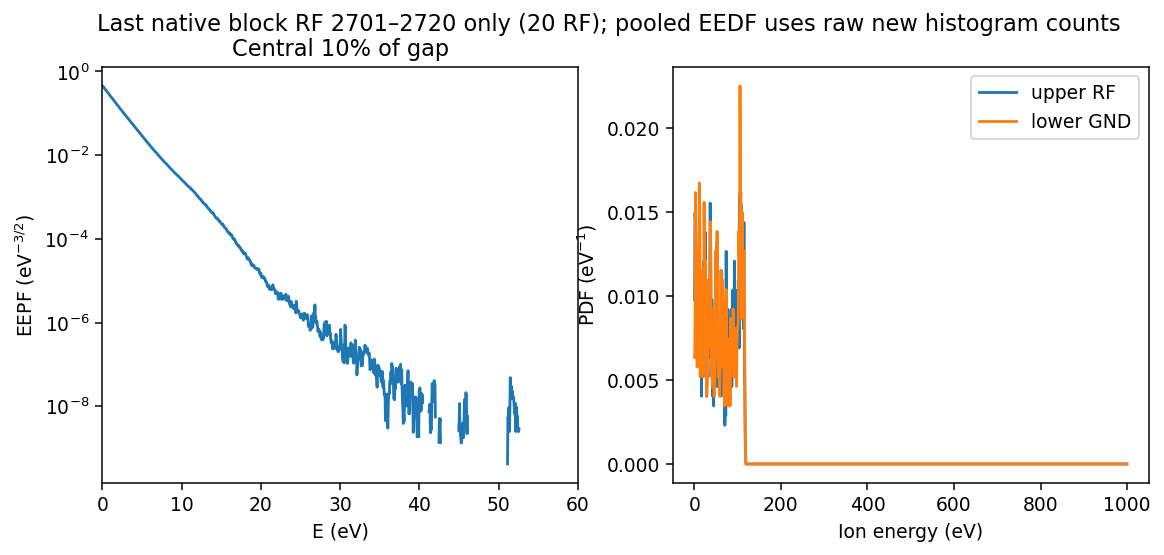 Last native block RF 2701–2720 only (20 RF); pooled EEDF uses raw new histogram counts
Central 10% of gap
EEPF (eV⁻³/²)
10⁰
10⁻²
10⁻⁴
10⁻⁶
10⁻⁸
0 10 20 30 40 50 60
E (eV)
PDF (eV⁻¹)
0.020
0.015
0.010
0.005
0.000
upper RF
lower GND
0 200 400 600 800 1000
Ion energy (eV)